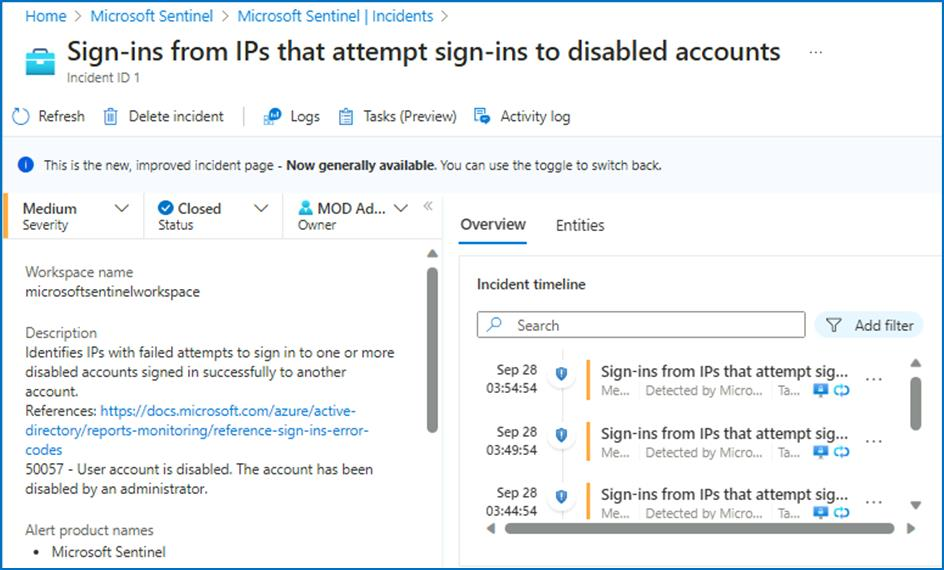 Home > Microsoft Sentinel > Microsoft Sentinel | Incidents >
Sign-ins from IPs that attempt sign-ins to disabled accounts ...
Incident ID 1
Refresh Delete incident Logs Tasks (Preview) Activity log
This is the new, improved incident page - Now generally available. You can use the toggle to switch back.
Medium
Severity
Closed
Status
MOD Ad...
Owner
Workspace name
microsoftsentinelworkspace
Description
Identifies IPs with failed attempts to sign in to one or more
disabled accounts signed in successfully to another
account.
References: https://docs.microsoft.com/azure/active-
directory/reports-monitoring/reference-sign-ins-error-
codes
50057 - User account is disabled. The account has been
disabled by an administrator.
Alert product names
• Microsoft Sentinel
Overview Entities
Incident timeline
Search Add filter
Sep 28
03:54:54
Sign-ins from IPs that attempt sig... ...
Me... Detected by Micro... Ta...
Sep 28
03:49:54
Sign-ins from IPs that attempt sig... ...
Me... Detected by Micro... Ta...
Sep 28
03:44:54
Sign-ins from IPs that attempt sig... ...
Me... Detected by Micro... Ta...